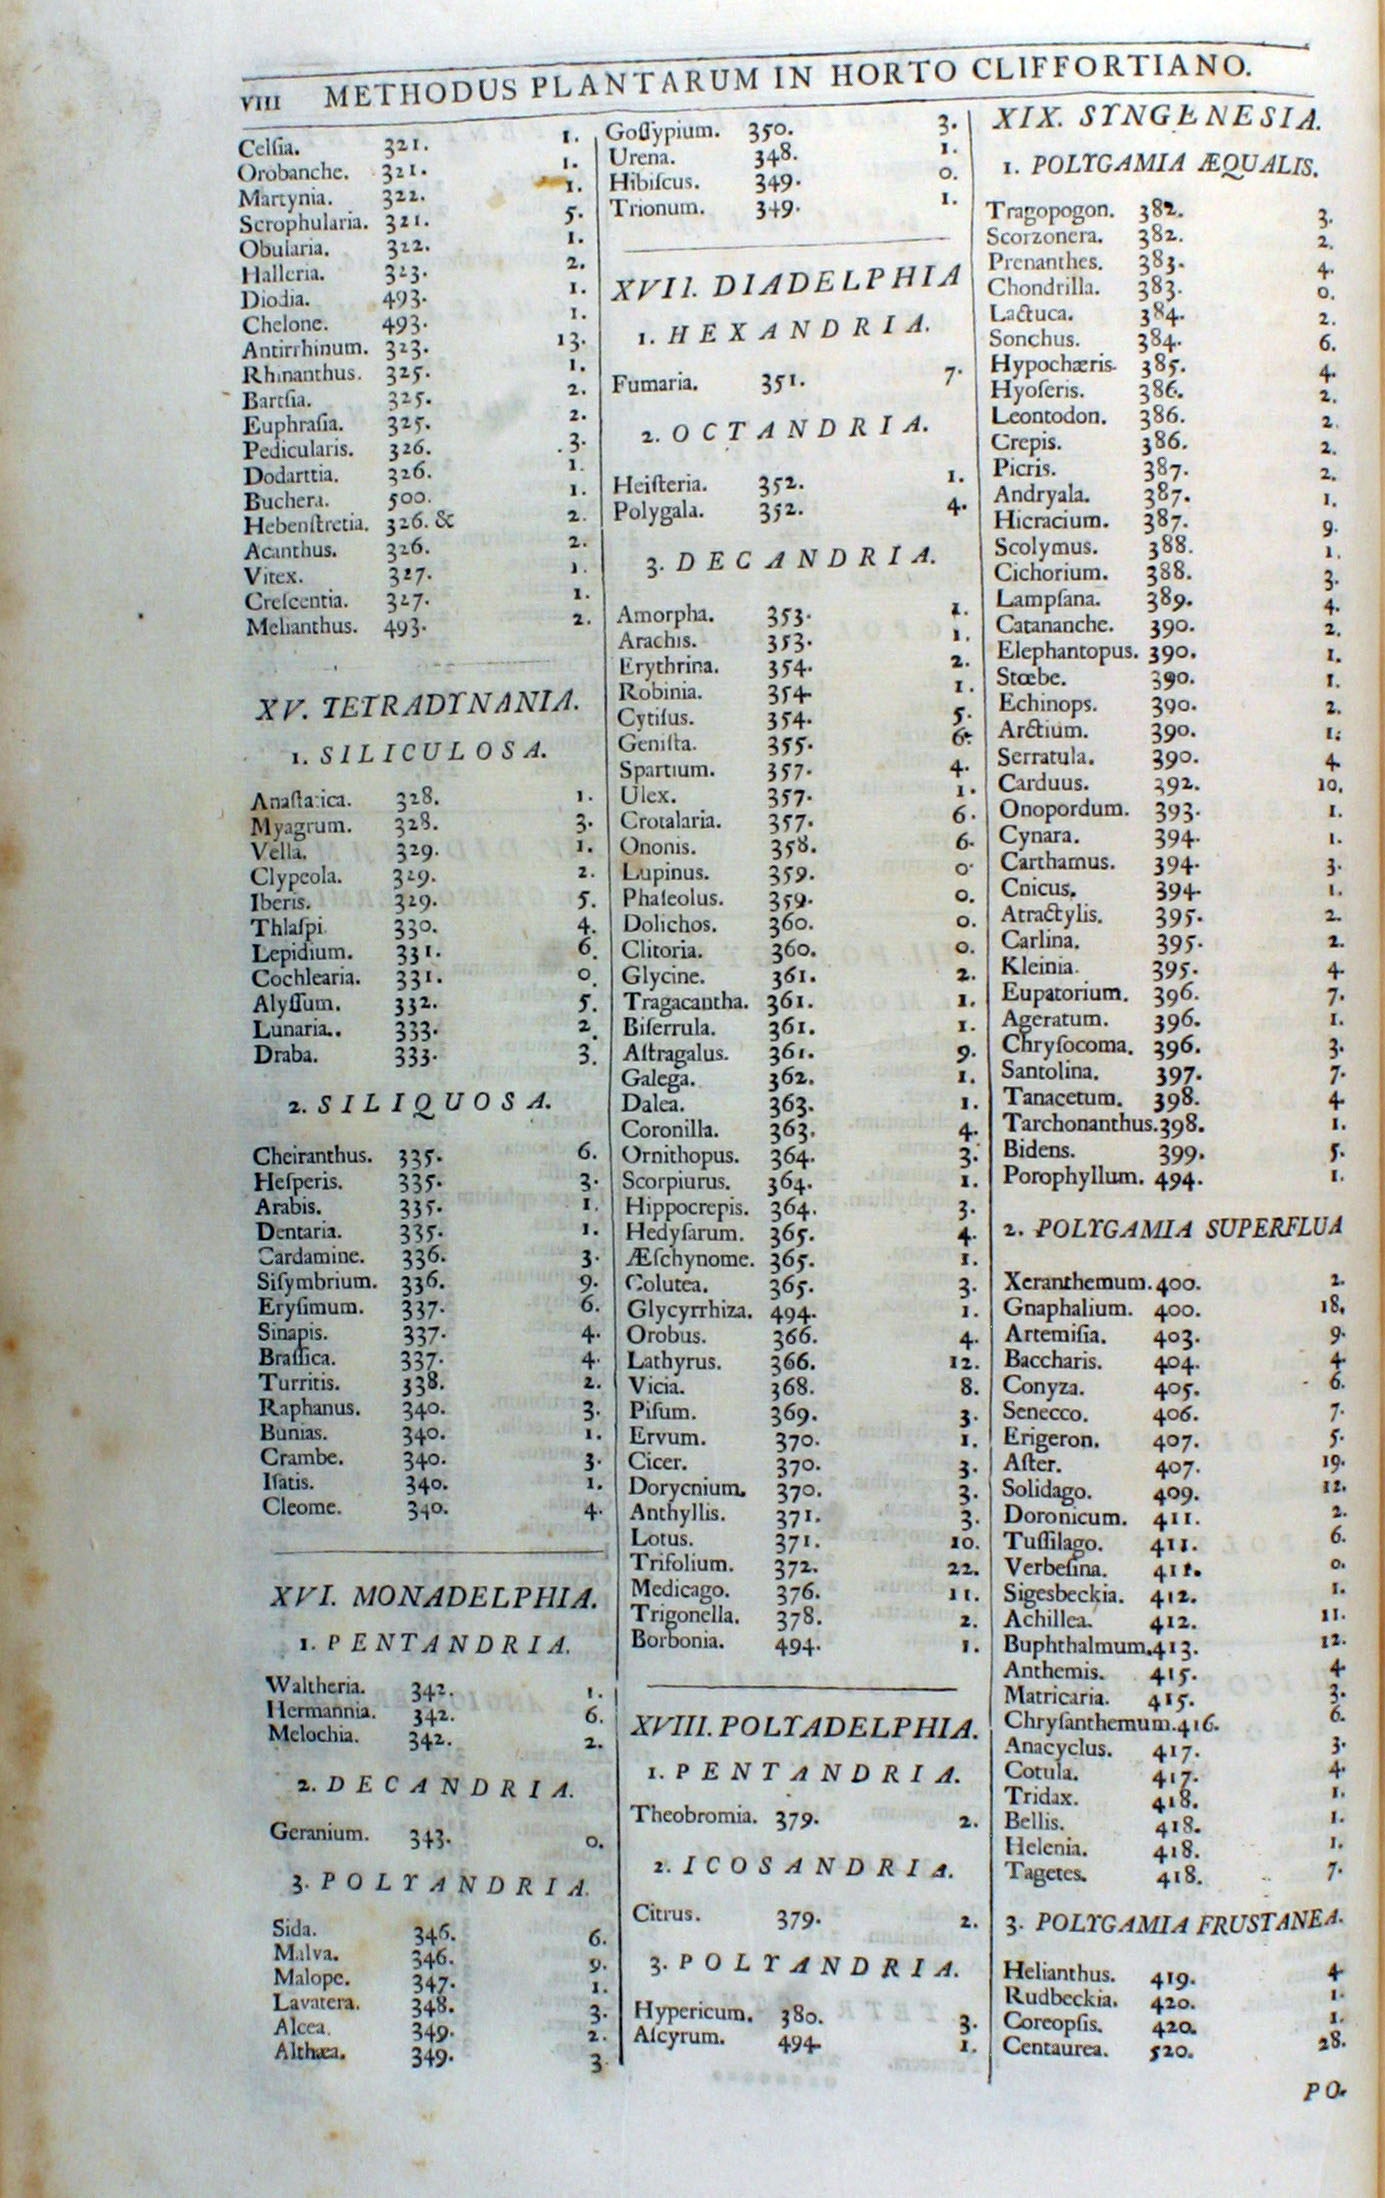 VIII METHODUS PLANTARUM IN HORTO CLIFFORTIANO.
Celſia. 321. 1.
Orobanche. 321. 1.
Martynia. 322. 1.
Scrophularia. 321. 5.
Obularia. 322. 1.
Halleria. 323. 2.
Diodia. 493. 1.
Chelone. 493. 1.
Antirrhinum. 323. 13.
Rhinanthus. 325. 1.
Bartſia. 325. 2.
Euphraſia. 325. 2.
Pedicularis. 326. 3.
Dodarttia. 326. 1.
Buchera. 500. 1.
Hebenſtretia. 326. & 2.
Acanthus. 326. 2.
Vitex. 327. 1.
Creſcentia. 327. 1.
Melianthus. 493. 2.
XV. TETRADYNANIA.
1. SILICULOSA.
Anaſtatica. 328. 1.
Myagrum. 328. 3.
Vella. 329. 1.
Clypeola. 329. 2.
Iberis. 329. 5.
Thlaſpi 330. 4.
Lepidium. 331. 6.
Cochlearia. 331. 0.
Alyſſum. 332. 5.
Lunaria.. 333. 2.
Draba. 333. 3.
2. SILIQUOSA.
Cheiranthus. 335. 6.
Heſperis. 335. 3.
Arabis. 335. 1.
Dentaria. 335. 1.
Cardamine. 336. 3.
Siſymbrium. 336. 9.
Eryſimum. 337. 6.
Sinapis. 337. 4.
Braſſica. 337. 4.
Turritis. 338. 2.
Raphanus. 340. 3.
Bunias. 340. 1.
Crambe. 340. 3.
Iſatis. 340. 1.
Cleome. 340. 4.
XVI. MONADELPHIA.
1. PENTANDRIA.
Waltheria. 342. 1.
Hermannia. 342. 6.
Melochia. 342. 2.
2. DECANDRIA.
Geranium. 343. 0.
3. POLYANDRIA.
Sida. 346. 6.
Malva. 346. 9.
Malope. 347. 1.
Lavatera. 348. 3.
Alcea. 349. 2.
Althæa. 349. 3.
Goſſypium. 350. 3.
Urena. 348. 1.
Hibiſcus. 349. 0.
Trionum. 349. 1.
XVII. DIADELPHIA
1. HEXANDRIA.
Fumaria. 351. 7.
2. OCTANDRIA.
Heiſteria. 352. 1.
Polygala. 352. 4.
3. DECANDRIA.
Amorpha. 353. 1.
Arachis. 353. 1.
Erythrina. 354. 2.
Robinia. 354. 1.
Cytiſus. 354. 5.
Geniſta. 355. 6.
Spartium. 357. 4.
Ulex. 357. 1.
Crotalaria. 357. 6.
Ononis. 358. 6.
Lupinus. 359. 0.
Phaſeolus. 359. 0.
Dolichos. 360. 0.
Clitoria. 360. 0.
Glycine. 361. 2.
Tragacantha. 361. 1.
Biſerrula. 361. 1.
Aſtragalus. 361. 9.
Galega. 362. 1.
Dalea. 363. 1.
Coronilla. 363. 4.
Ornithopus. 364. 3.
Scorpiurus. 364. 1.
Hippocrepis. 364. 3.
Hedyſarum. 365. 4.
Æſchynome. 365. 1.
Colutea. 365. 3.
Glycyrrhiza. 494. 1.
Orobus. 366. 4.
Lathyrus. 366. 12.
Vicia. 368. 8.
Piſum. 369. 3.
Ervum. 370. 1.
Cicer. 370. 3.
Dorycnium. 370. 3.
Anthyllis. 371. 3.
Lotus. 371. 10.
Trifolium. 372. 22.
Medicago. 376. 11.
Trigonella. 378. 2.
Borbonia. 494. 1.
XVIII. POLYADELPHIA.
1. PENTANDRIA.
Theobromia. 379. 2.
2. ICOSANDRIA.
Citrus. 379. 2.
3. POLYANDRIA.
Hypericum. 380. 3.
Aſcyrum. 494. 1.
XIX. SYNGENESIA.
1. POLYGAMIA ÆQUALIS.
Tragopogon. 382. 3.
Scorzonera. 382. 2.
Prenanthes. 383. 4.
Chondrilla. 383. 0.
Lactuca. 384. 2.
Sonchus. 384. 6.
Hypochæris. 385. 4.
Hyoſeris. 386. 2.
Leontodon. 386. 2.
Crepis. 386. 2.
Picris. 387. 2.
Andryala. 387. 1.
Hieracium. 387. 9.
Scolymus. 388. 1.
Cichorium. 388. 3.
Lampſana. 389. 4.
Catananche. 390. 2.
Elephantopus. 390. 1.
Stœbe. 390. 1.
Echinops. 390. 2.
Arctium. 390. 1.
Serratula. 390. 4.
Carduus. 392. 10.
Onopordum. 393. 1.
Cynara. 394. 1.
Carthamus. 394. 3.
Cnicus. 394. 1.
Atractylis. 395. 2.
Carlina. 395. 2.
Kleinia. 395. 4.
Eupatorium. 396. 7.
Ageratum. 396. 1.
Chryſocoma. 396. 3.
Santolina. 397. 7.
Tanacetum. 398. 4.
Tarchonanthus. 398. 1.
Bidens. 399. 5.
Porophyllum. 494. 1.
2. POLYGAMIA SUPERFLUA
Xeranthemum. 400. 2.
Gnaphalium. 400. 18.
Artemiſia. 403. 9.
Baccharis. 404. 4.
Conyza. 405. 6.
Senecco. 406. 7.
Erigeron. 407. 5.
Aſter. 407. 19.
Solidago. 409. 12.
Doronicum. 411. 2.
Tuſſilago. 411. 6.
Verbeſina. 411. 0.
Sigesbeckia. 412. 1.
Achillea. 412. 11.
Buphthalmum. 413. 12.
Anthemis. 415. 4.
Matricaria. 415. 3.
Chryſanthemum. 416. 6.
Anacyclus. 417. 3.
Cotula. 417. 4.
Tridax. 418. 1.
Bellis. 418. 1.
Helenia. 418. 1.
Tagetes. 418. 7.
3. POLYGAMIA FRUSTANEA.
Helianthus. 419. 4.
Rudbeckia. 420. 1.
Coreopſis. 420. 1.
Centaurea. 520. 28.
PO-